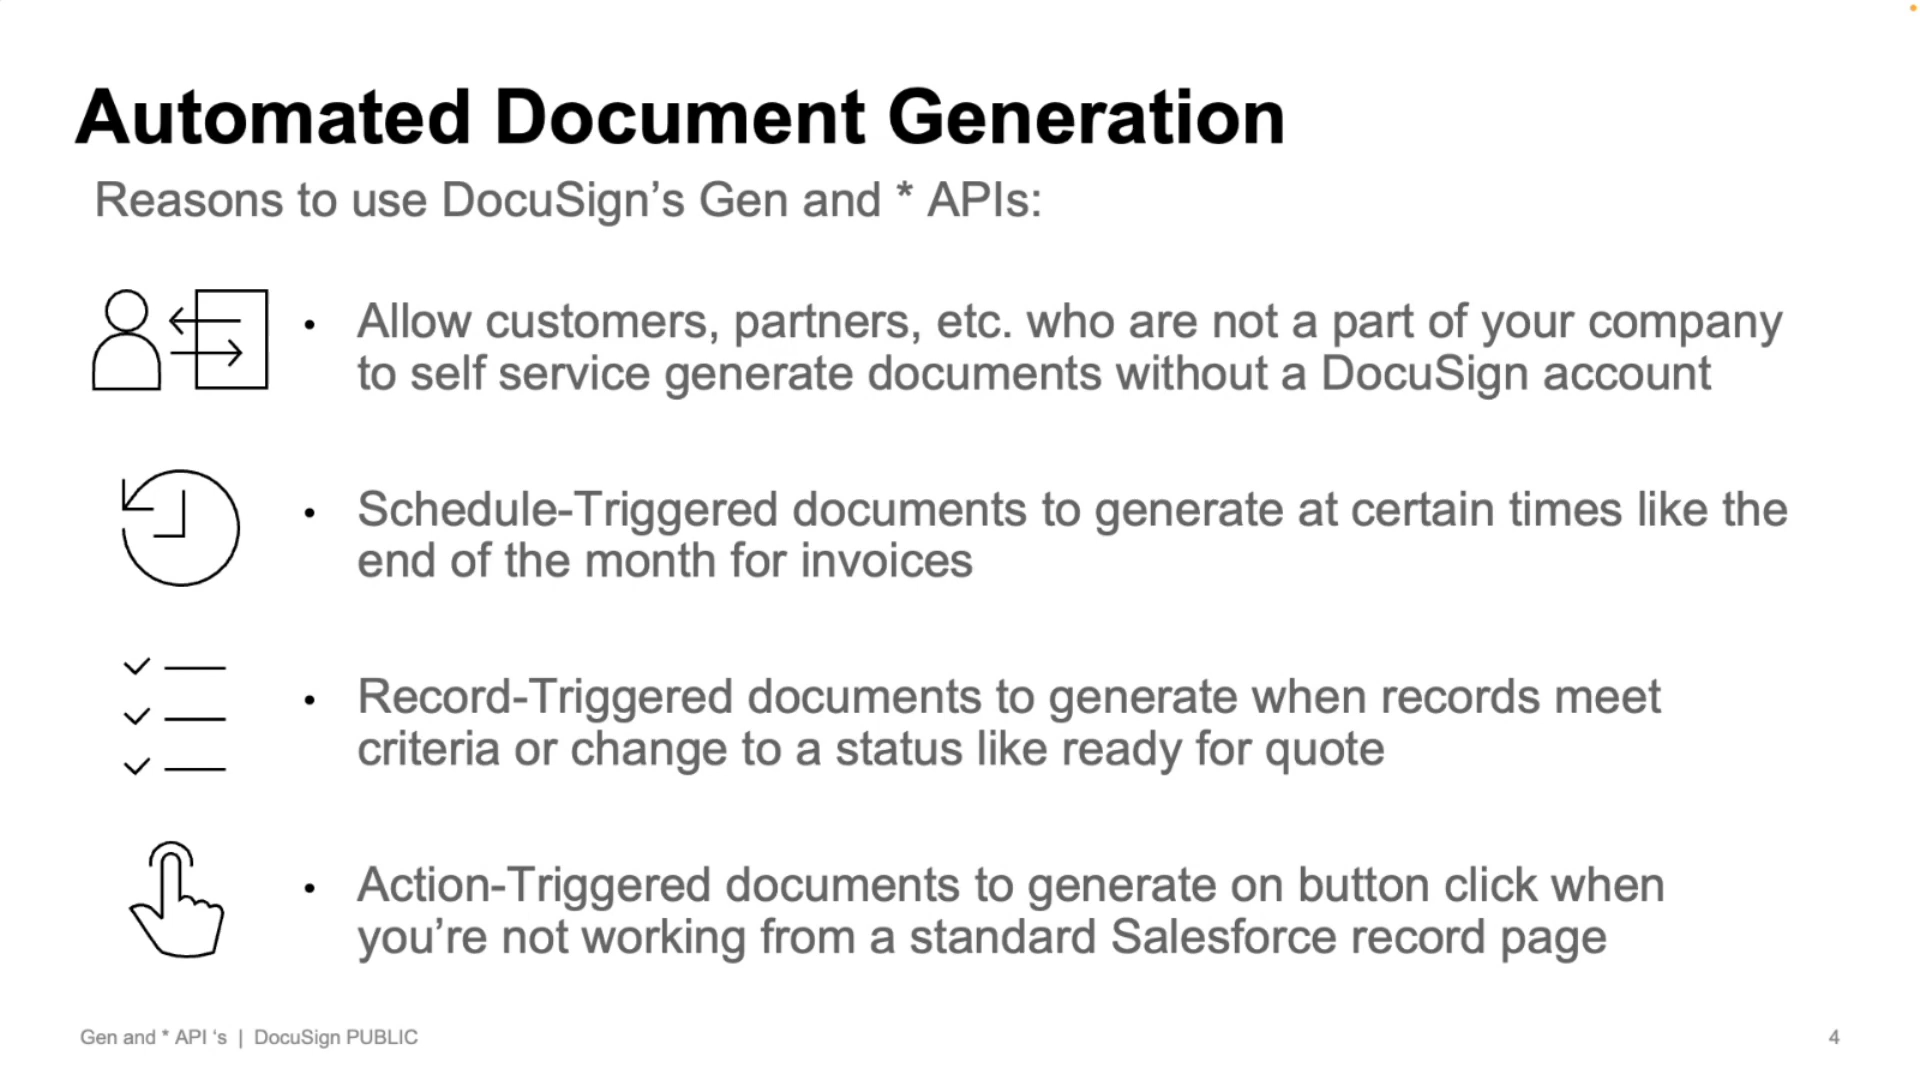 Automated Document Generation
Reasons to use DocuSign’s Gen and * APIs:
• Allow customers, partners, etc. who are not a part of your company
to self service generate documents without a DocuSign account
• Schedule-Triggered documents to generate at certain times like the
end of the month for invoices
• Record-Triggered documents to generate when records meet
criteria or change to a status like ready for quote
• Action-Triggered documents to generate on button click when
you’re not working from a standard Salesforce record page
Gen and * API ‘s | DocuSign PUBLIC
4